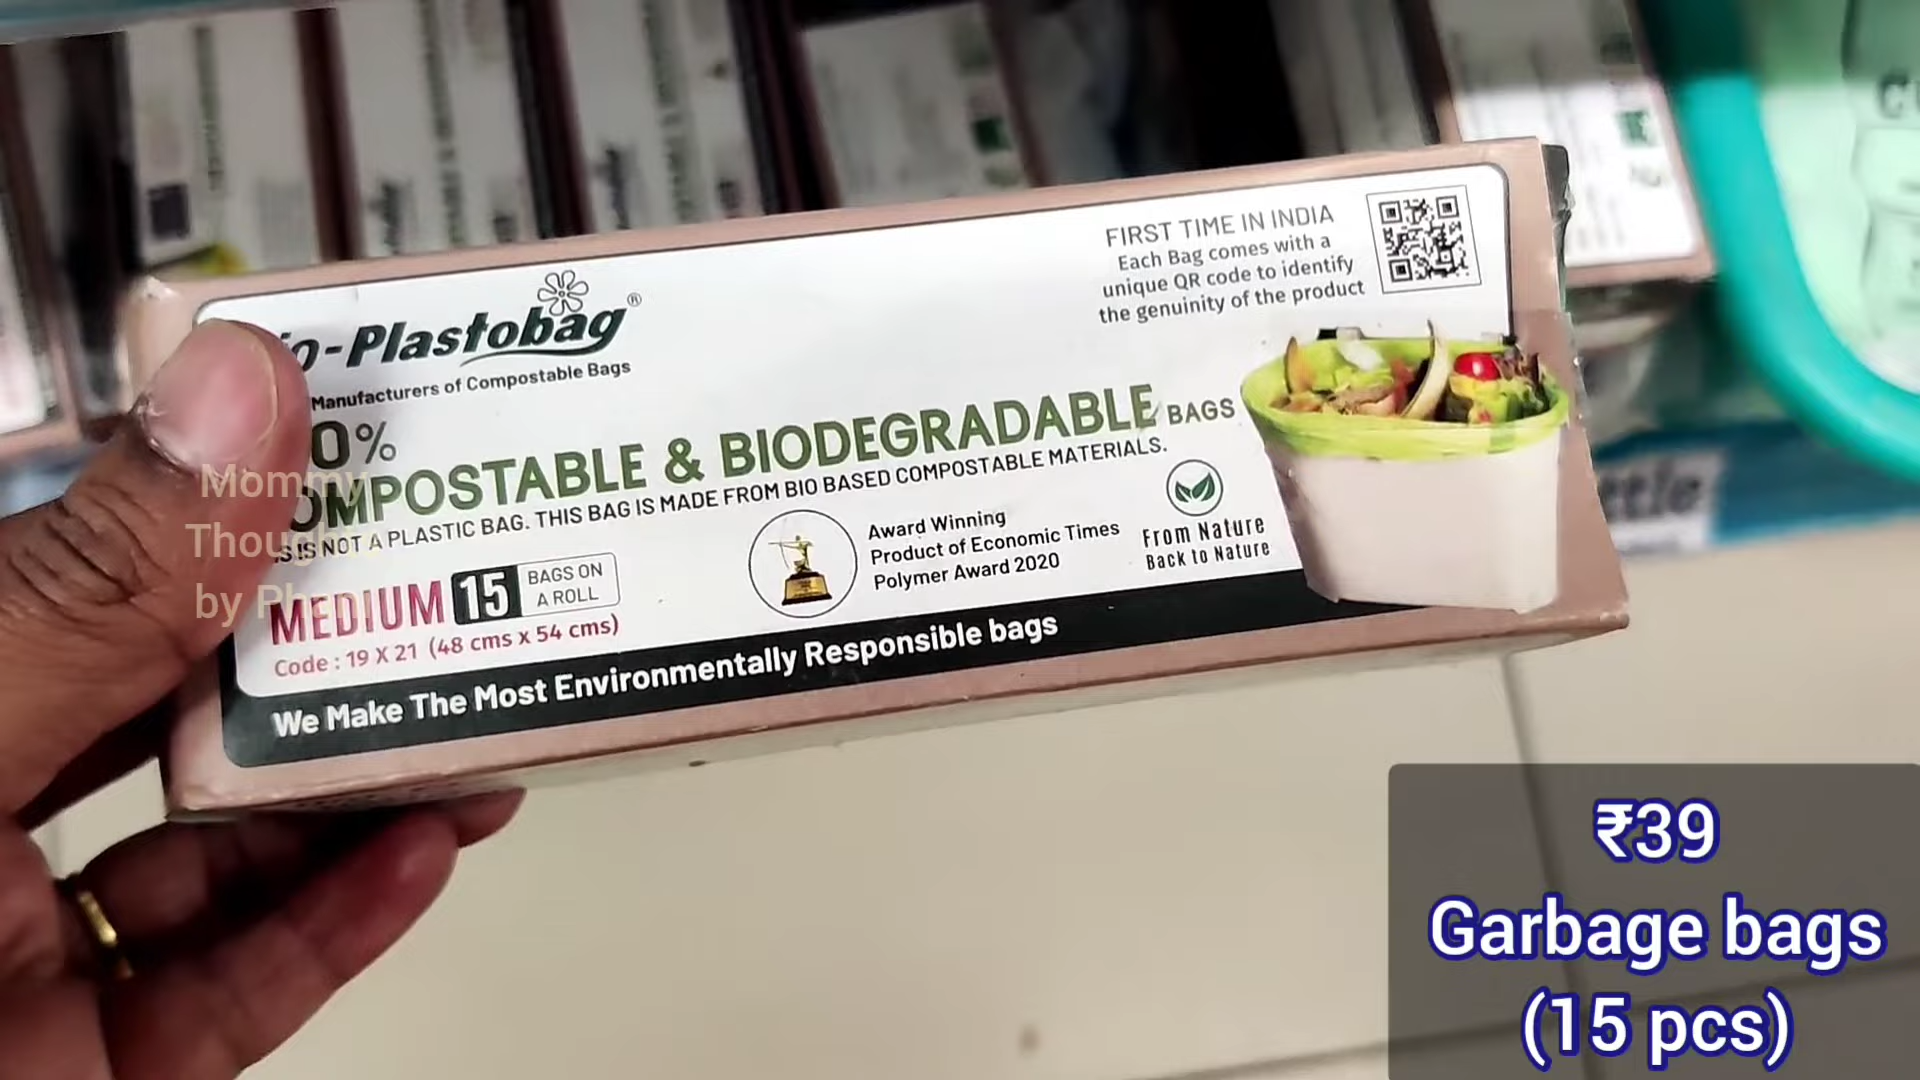 FIRST TIME IN INDIA
Each Bag comes with a
unique QR code to identify
the genuinity of the product
o-Plastobag®
Manufacturers of Compostable Bags
0%
OMPOSTABLE & BIODEGRADABLE BAGS
IS IS NOT A PLASTIC BAG. THIS BAG IS MADE FROM BIO BASED COMPOSTABLE MATERIALS.
MEDIUM 15 BAGS ON
A ROLL
Code : 19 X 21 (48 cms x 54 cms)
Award Winning
Product of Economic Times
Polymer Award 2020
From Nature
Back to Nature
We Make The Most Environmentally Responsible bags
Mommy
by
₹39
Garbage bags
(15 pcs)